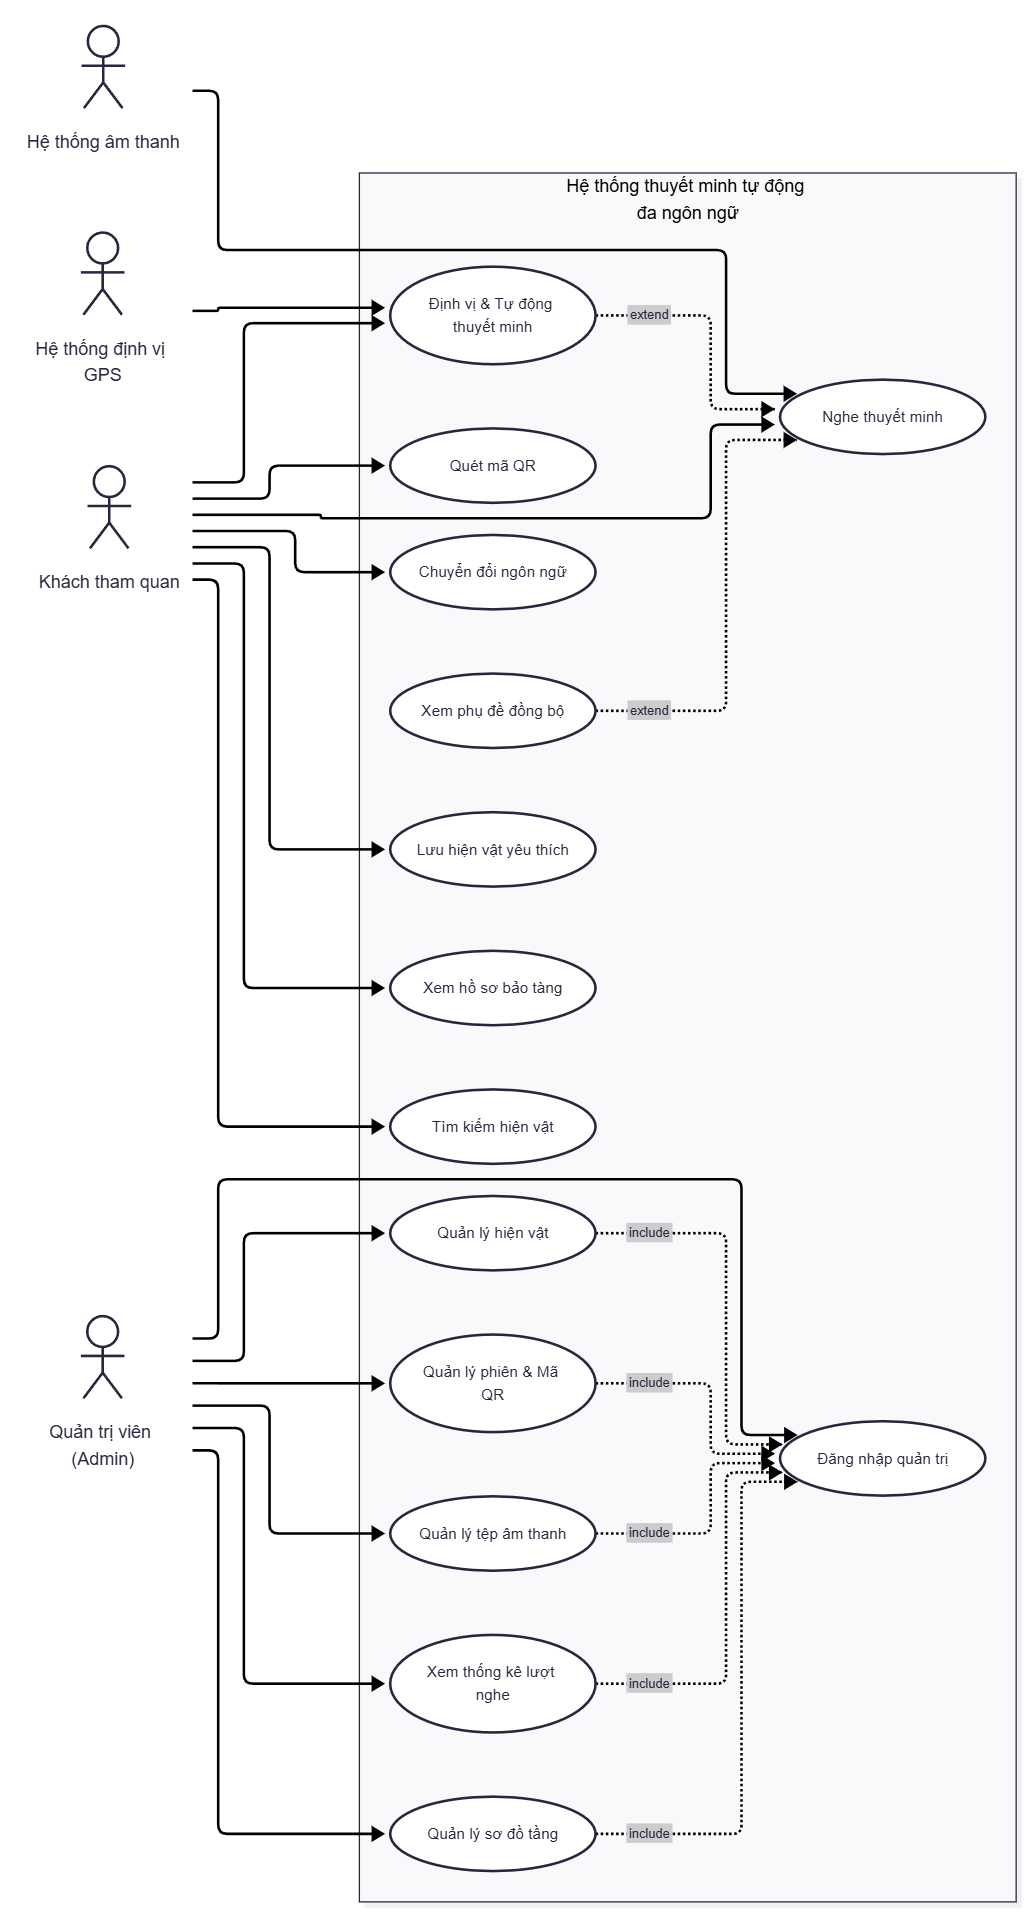 Hệ thống âm thanh
Hệ thống thuyết minh tự động
đa ngôn ngữ
Hệ thống định vị
GPS
Định vị & Tự động
thuyết minh
extend
Nghe thuyết minh
Quét mã QR
Khách tham quan
Chuyển đổi ngôn ngữ
Xem phụ đề đồng bộ
extend
Lưu hiện vật yêu thích
Xem hồ sơ bảo tàng
Tìm kiếm hiện vật
Quản lý hiện vật
include
Quản trị viên
(Admin)
Quản lý phiên & Mã
QR
include
Đăng nhập quản trị
Quản lý tệp âm thanh
include
Xem thống kê lượt
nghe
include
Quản lý sơ đồ tầng
include